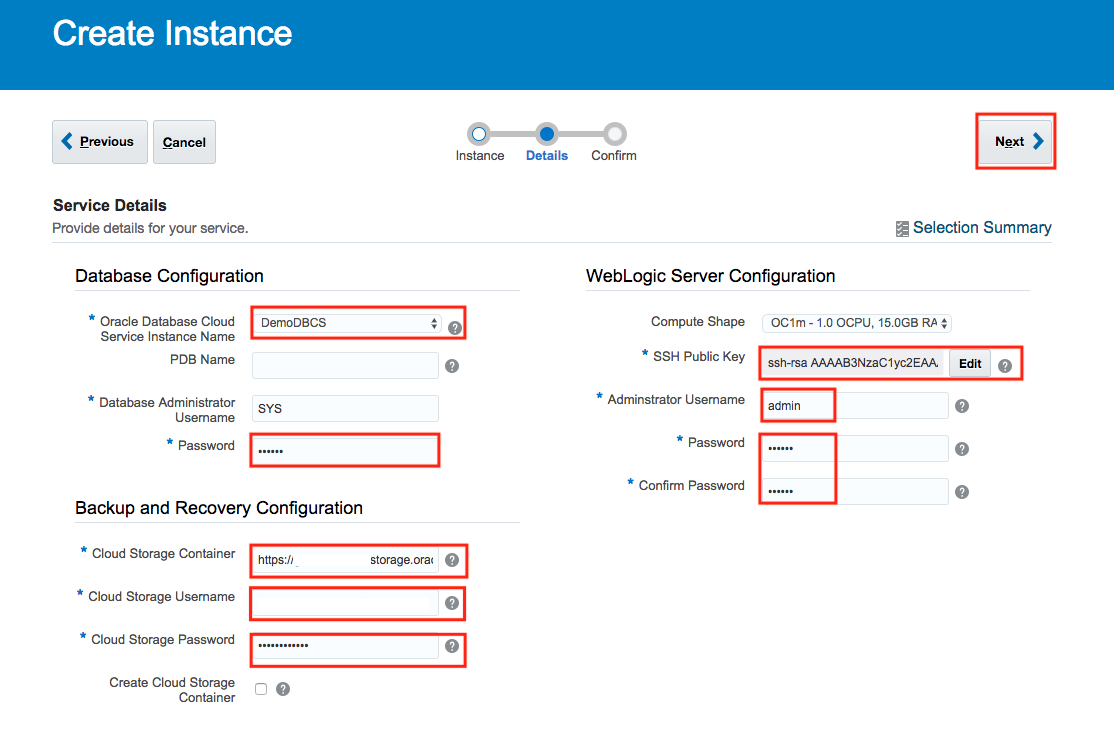 Create Instance
Previous
Cancel
Instance
Details
Confirm
Next
Service Details
Provide details for your service.
Selection Summary
Database Configuration
* Oracle Database Cloud
Service Instance Name
DemoDBCS
?
PDB Name
?
* Database Administrator
Username
SYS
* Password
••••••
Backup and Recovery Configuration
* Cloud Storage Container
https:// storage.orac
?
* Cloud Storage Username
?
* Cloud Storage Password
••••••••••••
?
Create Cloud Storage
Container
?
WebLogic Server Configuration
Compute Shape
OC1m - 1.0 OCPU, 15.0GB RA
* SSH Public Key
ssh-rsa AAAAB3NzaC1yc2EAA
Edit
?
* Adminstrator Username
admin
?
* Password
••••••
?
* Confirm Password
••••••
?